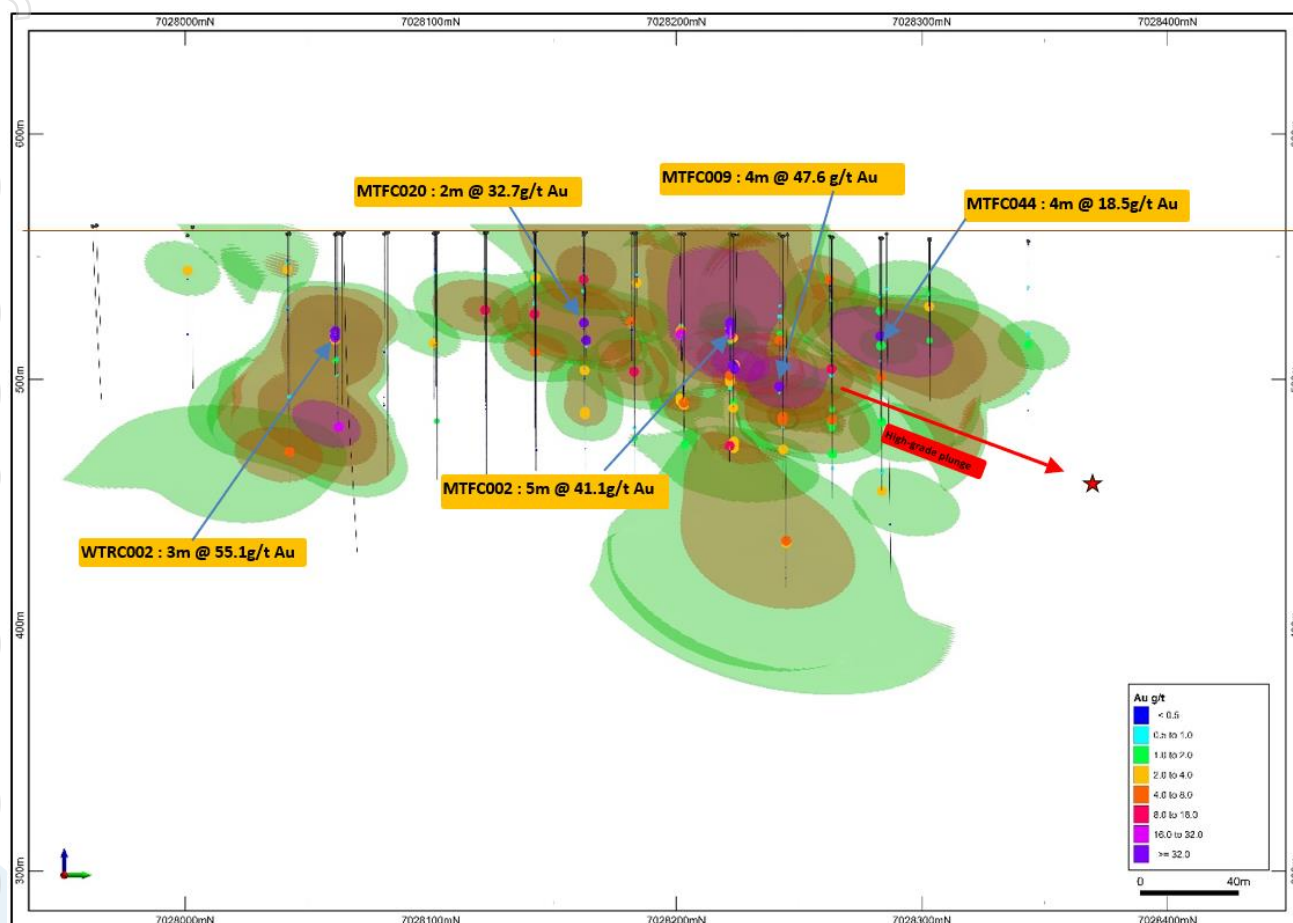 7028000mN 7028100mN 7028200mN 7028300mN 7028400mN
600m
MTFC020 : 2m @ 32.7g/t Au
MTFC009 : 4m @ 47.6 g/t Au
MTFC044 : 4m @ 18.5g/t Au
500m
High-grade plunge
MTFC002 : 5m @ 41.1g/t Au
WTRC002 : 3m @ 55.1g/t Au
400m
300m
Au g/t
< 0.5
0.5 to 1.0
1.0 to 2.0
2.0 to 4.0
4.0 to 8.0
8.0 to 16.0
16.0 to 32.0
>= 32.0
0 40m
7028000mN 7028100mN 7028200mN 7028300mN 7028400mN